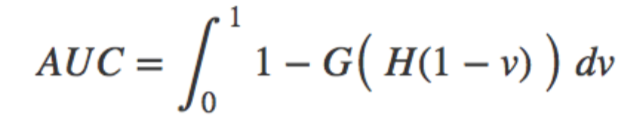 AUC = ∫₀¹ 1 − G( H(1 − v) ) dv